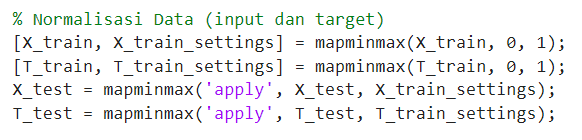 % Normalisasi Data (input dan target)
[X_train, X_train_settings] = mapminmax(X_train, 0, 1);
[T_train, T_train_settings] = mapminmax(T_train, 0, 1);
X_test = mapminmax('apply', X_test, X_train_settings);
T_test = mapminmax('apply', T_test, T_train_settings);